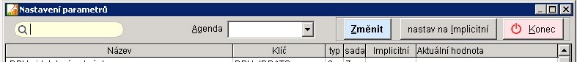 Nastavení parametrů
Agenda Změnit nastav na Implicitní Konec
Název Klíč typ sada Implicitní Aktuální hodnota